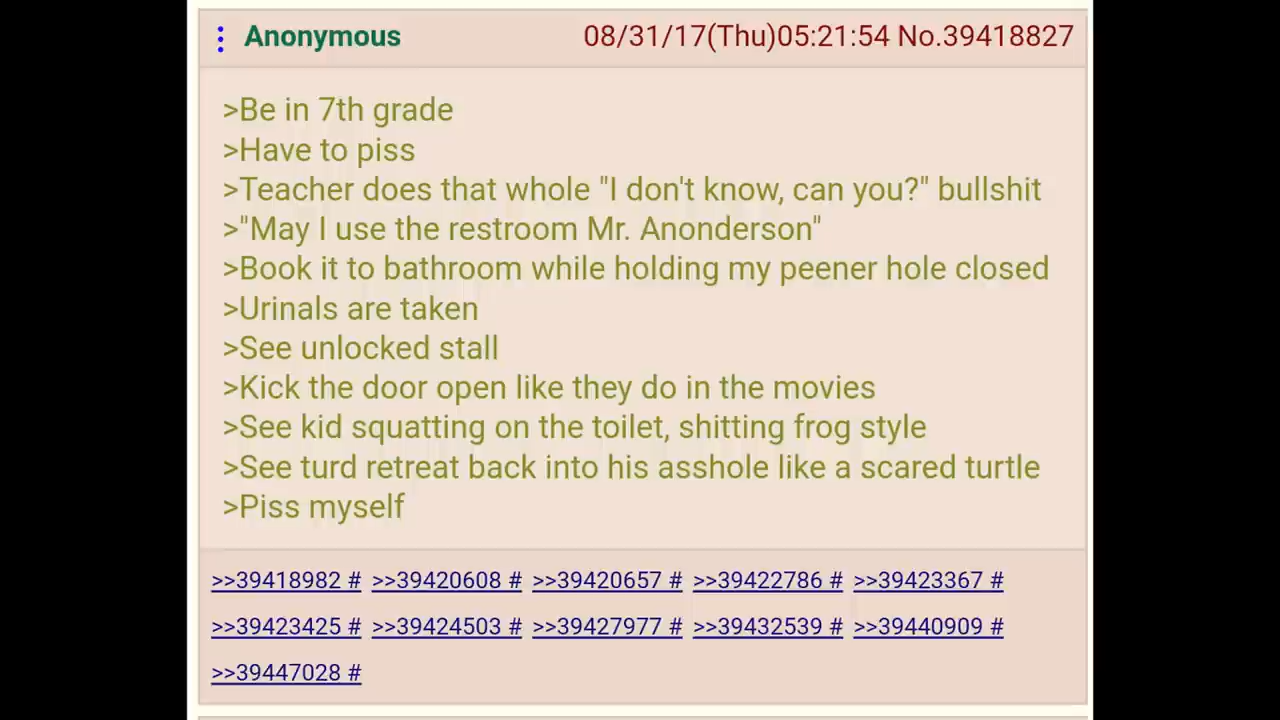 Anonymous 08/31/17(Thu)05:21:54 No.39418827
>Be in 7th grade
>Have to piss
>Teacher does that whole "I don't know, can you?" bullshit
>"May I use the restroom Mr. Anonderson"
>Book it to bathroom while holding my peener hole closed
>Urinals are taken
>See unlocked stall
>Kick the door open like they do in the movies
>See kid squatting on the toilet, shitting frog style
>See turd retreat back into his asshole like a scared turtle
>Piss myself
>>39418982 # >>39420608 # >>39420657 # >>39422786 # >>39423367 #
>>39423425 # >>39424503 # >>39427977 # >>39432539 # >>39440909 #
>>39447028 #